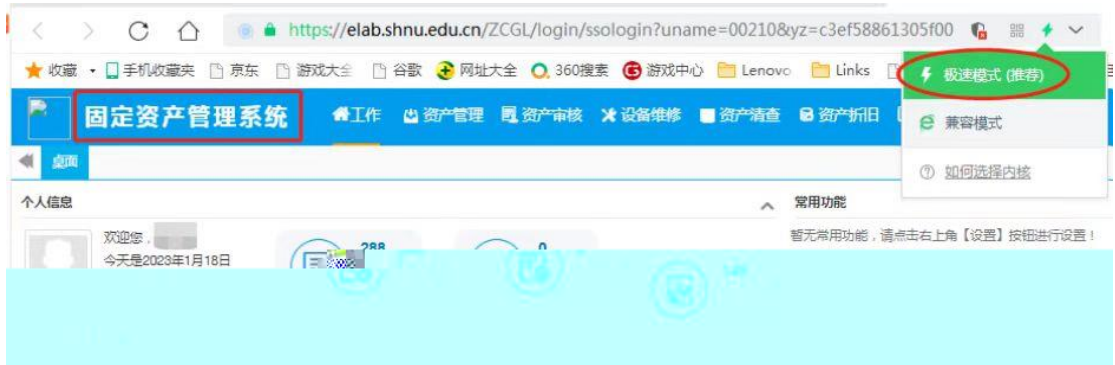 https://elab.shnu.edu.cn/ZCGL/login/ssologin?uname=00210&yz=c3ef58861305f00
收藏 手机收藏夹 京东 游戏大全 谷歌 网址大全 360搜索 游戏中心 Lenovo Links
极速模式 (推荐)
固定资产管理系统 工作 资产管理 资产审核 设备维修 资产清查 资产折旧
兼容模式
桌面
如何选择内核
个人信息 常用功能
欢迎您，
288 0
暂无常用功能，请点击右上角【设置】按钮进行设置！
今天是2023年1月18日